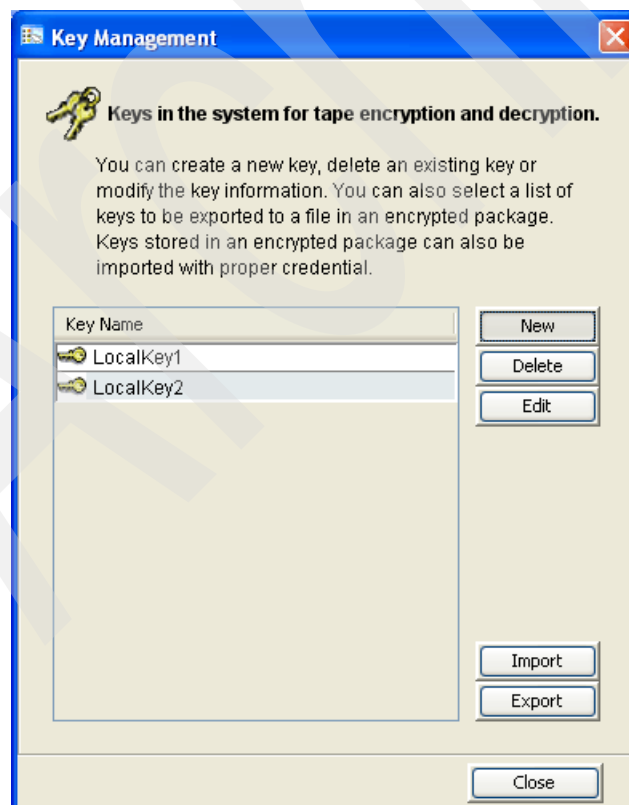 Key Management
Keys in the system for tape encryption and decryption.
You can create a new key, delete an existing key or
modify the key information. You can also select a list of
keys to be exported to a file in an encrypted package.
Keys stored in an encrypted package can also be
imported with proper credential.
Key Name
LocalKey1
LocalKey2
New
Delete
Edit
Import
Export
Close